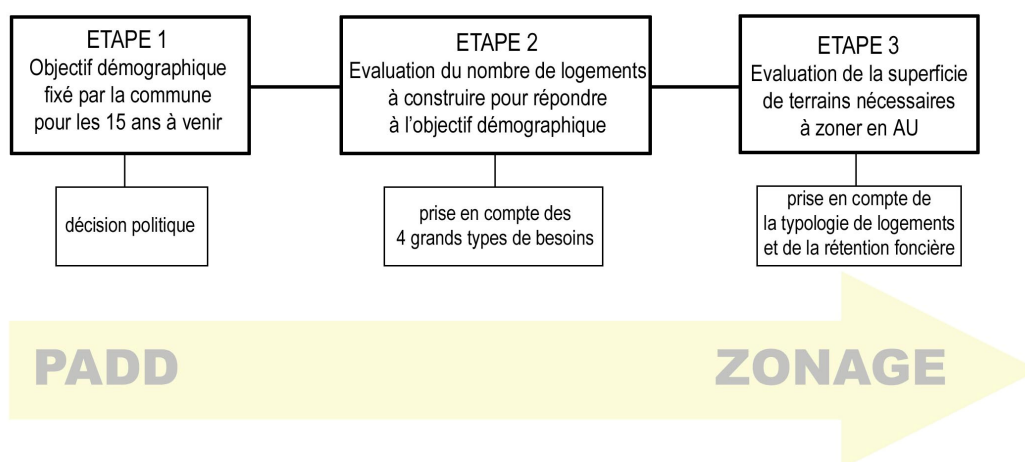 ETAPE 1
Objectif démographique
fixé par la commune
pour les 15 ans à venir
décision politique
ETAPE 2
Evaluation du nombre de logements
à construire pour répondre
à l'objectif démographique
prise en compte des
4 grands types de besoins
ETAPE 3
Evaluation de la superficie
de terrains nécessaires
à zoner en AU
prise en compte de
la typologie de logements
et de la rétention foncière
PADD
ZONAGE